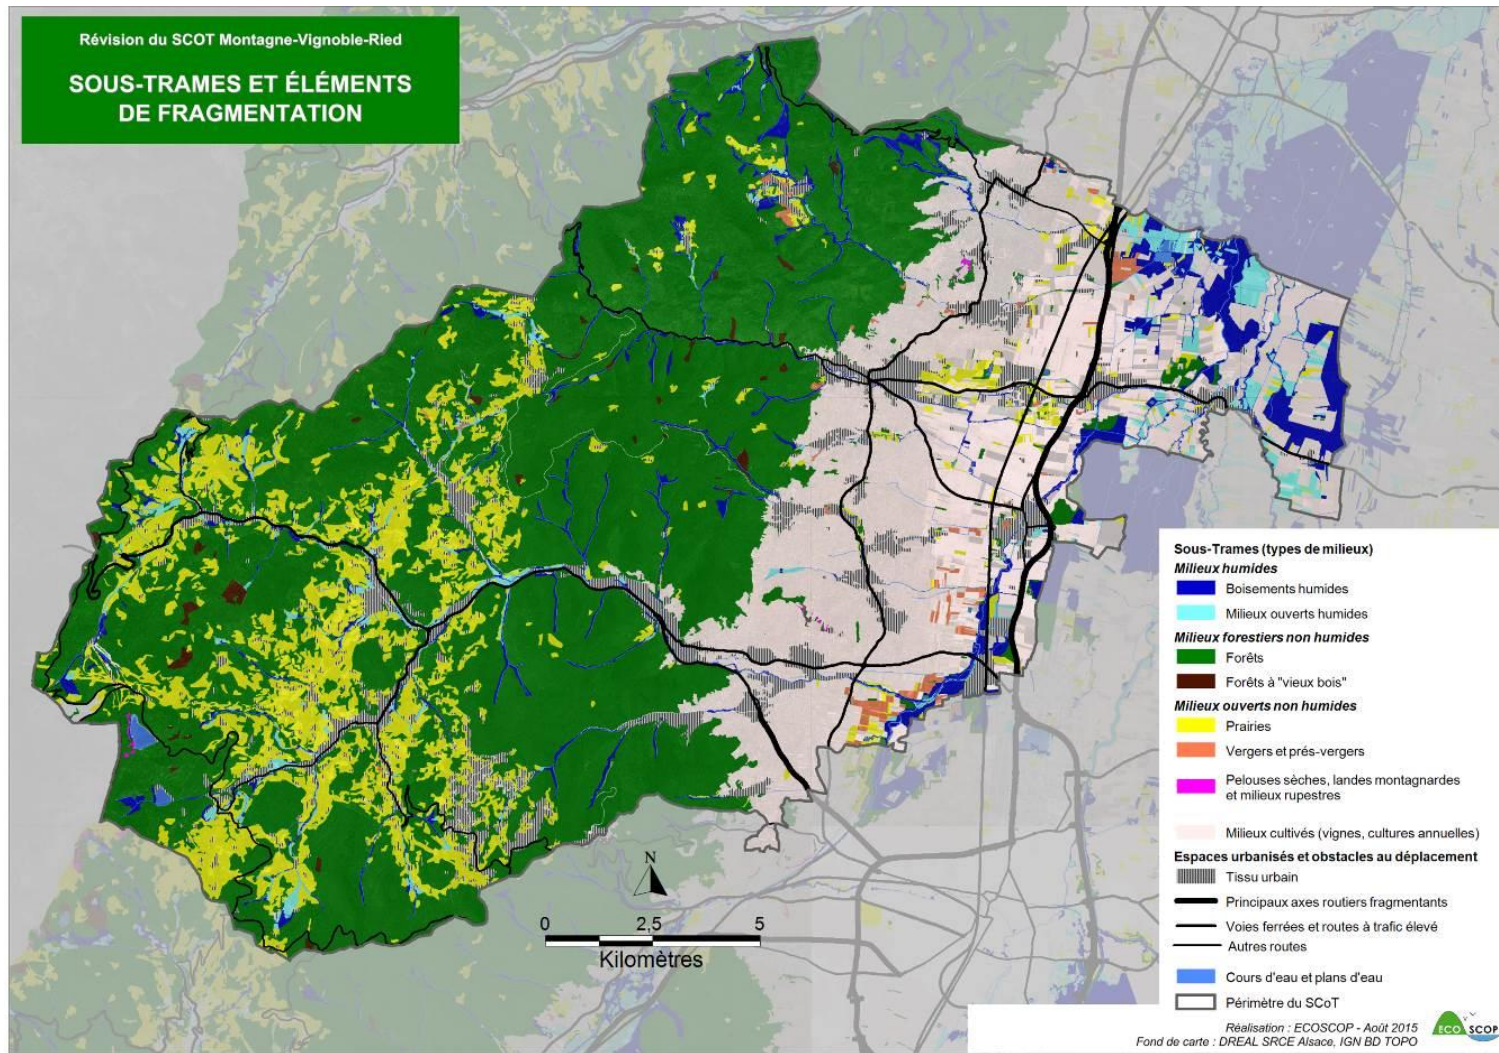 Révision du SCOT Montagne-Vignoble-Ried
SOUS-TRAMES ET ÉLÉMENTS
DE FRAGMENTATION
Sous-Trames (types de milieu)
Milieux humides
Boisements humides
Milieux ouverts humides
Milieux forestiers non humides
Forêts
Forêts à "vieux bois"
Milieux ouverts non humides
Prairies
Vergers et prés-vergers
Pelouses sèches, landes montagnardes
et milieux rupestres
Milieux cultivés (vignes, cultures annuelles)
Espaces urbanisés et obstacles au déplacement
Tissu urbain
Principaux axes routiers fragmentants
Voies ferrées et routes à trafic élevé
Autres routes
Cours d'eau et plans d'eau
Périmètre du SCoT
N
0 2,5 5
Kilomètres
Réalisation : ECOSCOP - Août 2015
Fond de carte : DREAL SRCE Alsace, IGN BD TOPO
ECO SCOP